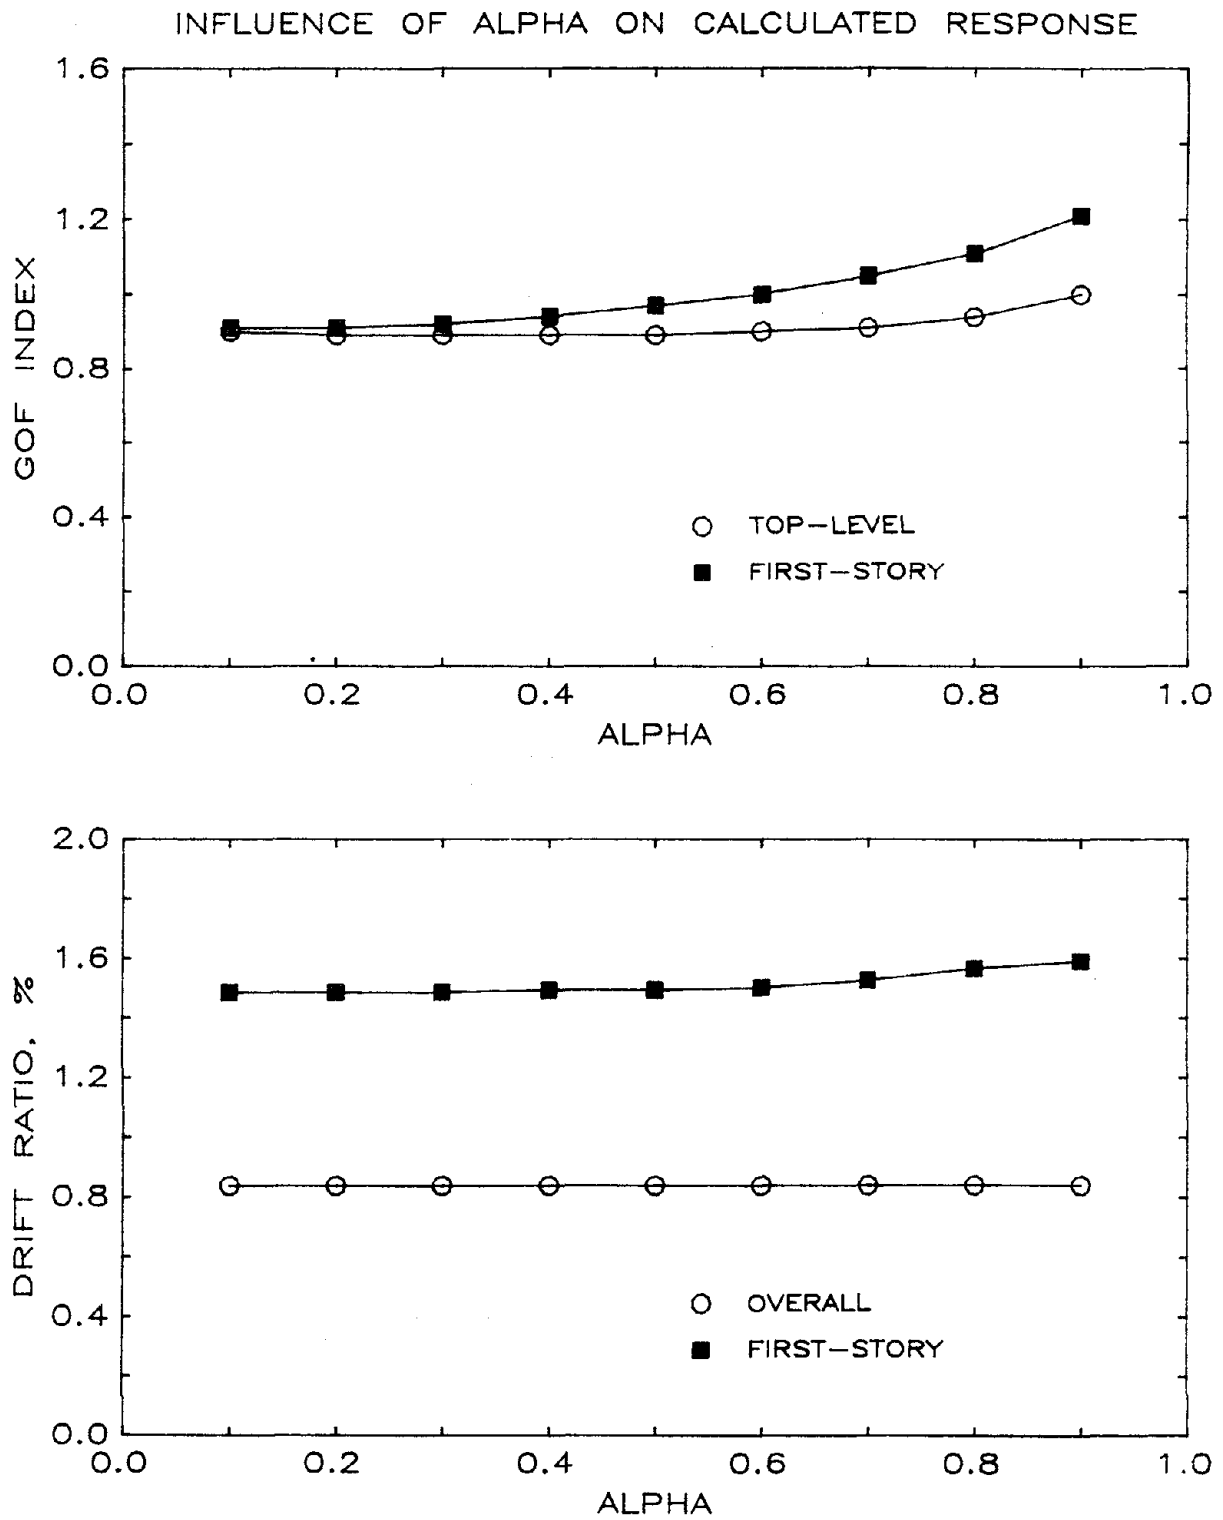 INFLUENCE OF ALPHA ON CALCULATED RESPONSE
1.6
1.2
0.8
0.4
0.0
GOF INDEX
TOP-LEVEL
FIRST-STORY
0.0 0.2 0.4 0.6 0.8 1.0
ALPHA
2.0
1.6
1.2
0.8
0.4
0.0
DRIFT RATIO, %
OVERALL
FIRST-STORY
0.0 0.2 0.4 0.6 0.8 1.0
ALPHA